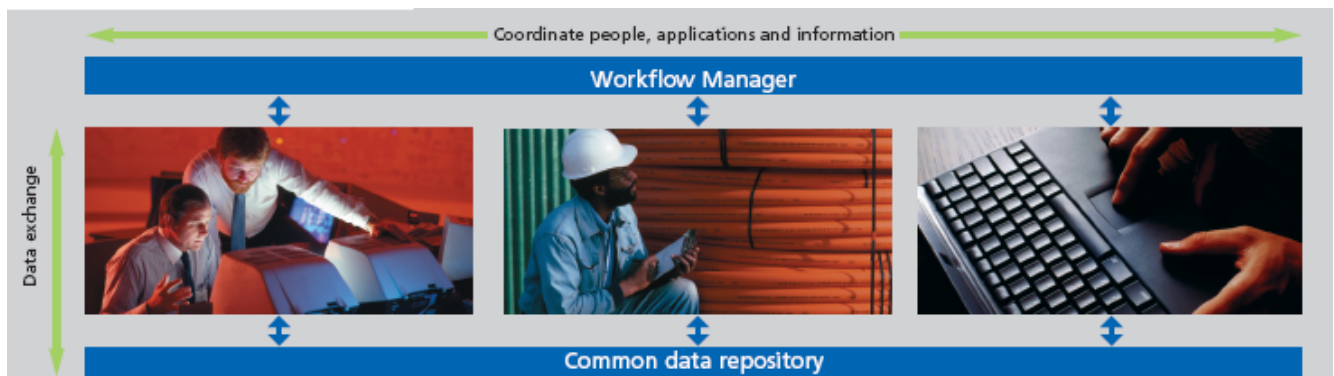 Coordinate people, applications and information
Workflow Manager
Data exchange
Common data repository